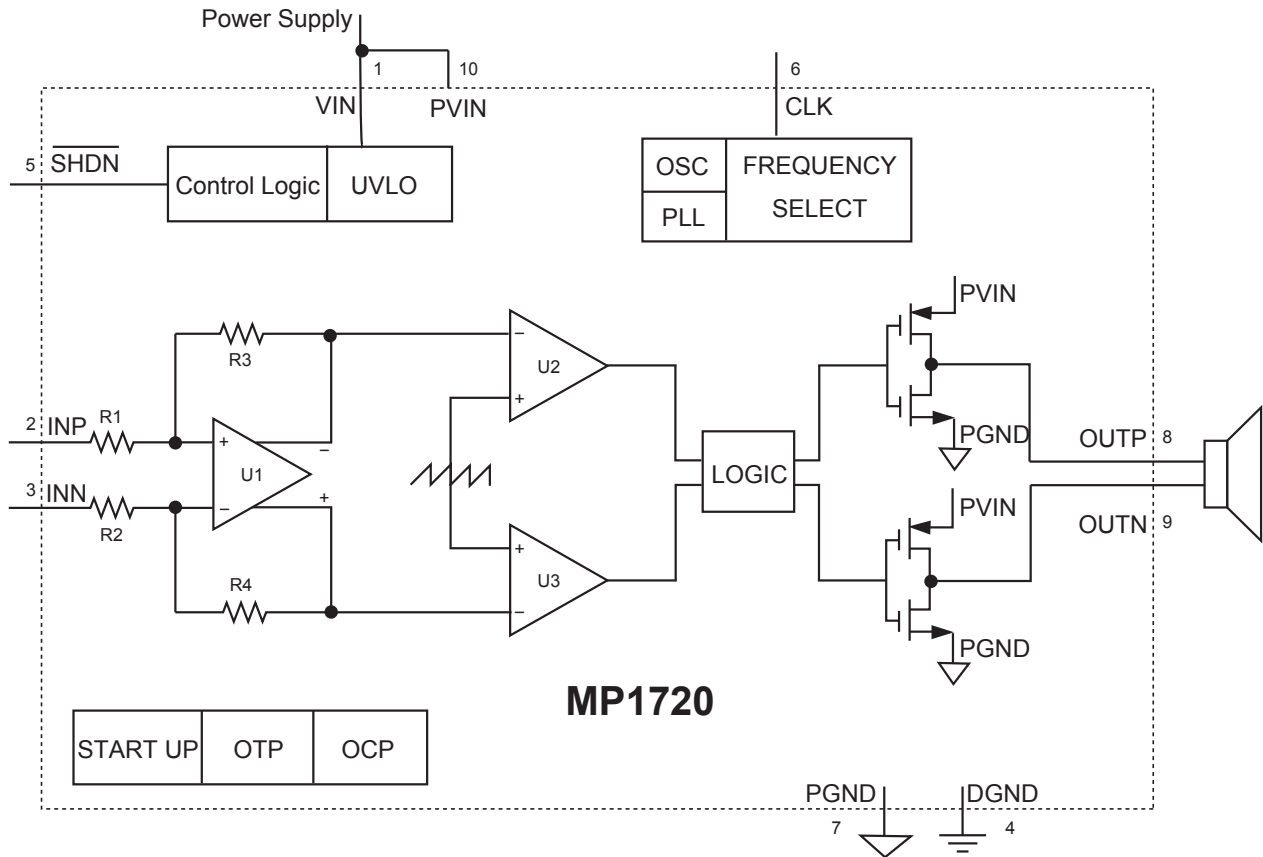 Power Supply
1
10
6
VIN
PVIN
CLK
5
SHDN
Control Logic
UVLO
OSC
PLL
FREQUENCY
SELECT
PVIN
R3
−
U2
+
2
INP
R1
+
−
U1
PGND
OUTP
8
LOGIC
3
INN
R2
−
+
PVIN
OUTN
9
+
U3
−
R4
PGND
MP1720
START UP
OTP
OCP
PGND
DGND
7
4